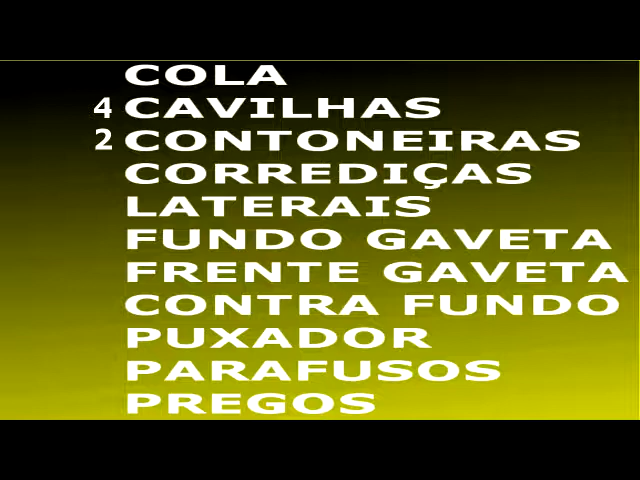 COLA
4 CAVILHAS
2 CONTONEIRAS
CORREDIÇAS
LATERAIS
FUNDO GAVETA
FRENTE GAVETA
CONTRA FUNDO
PUXADOR
PARAFUSOS
PREGOS